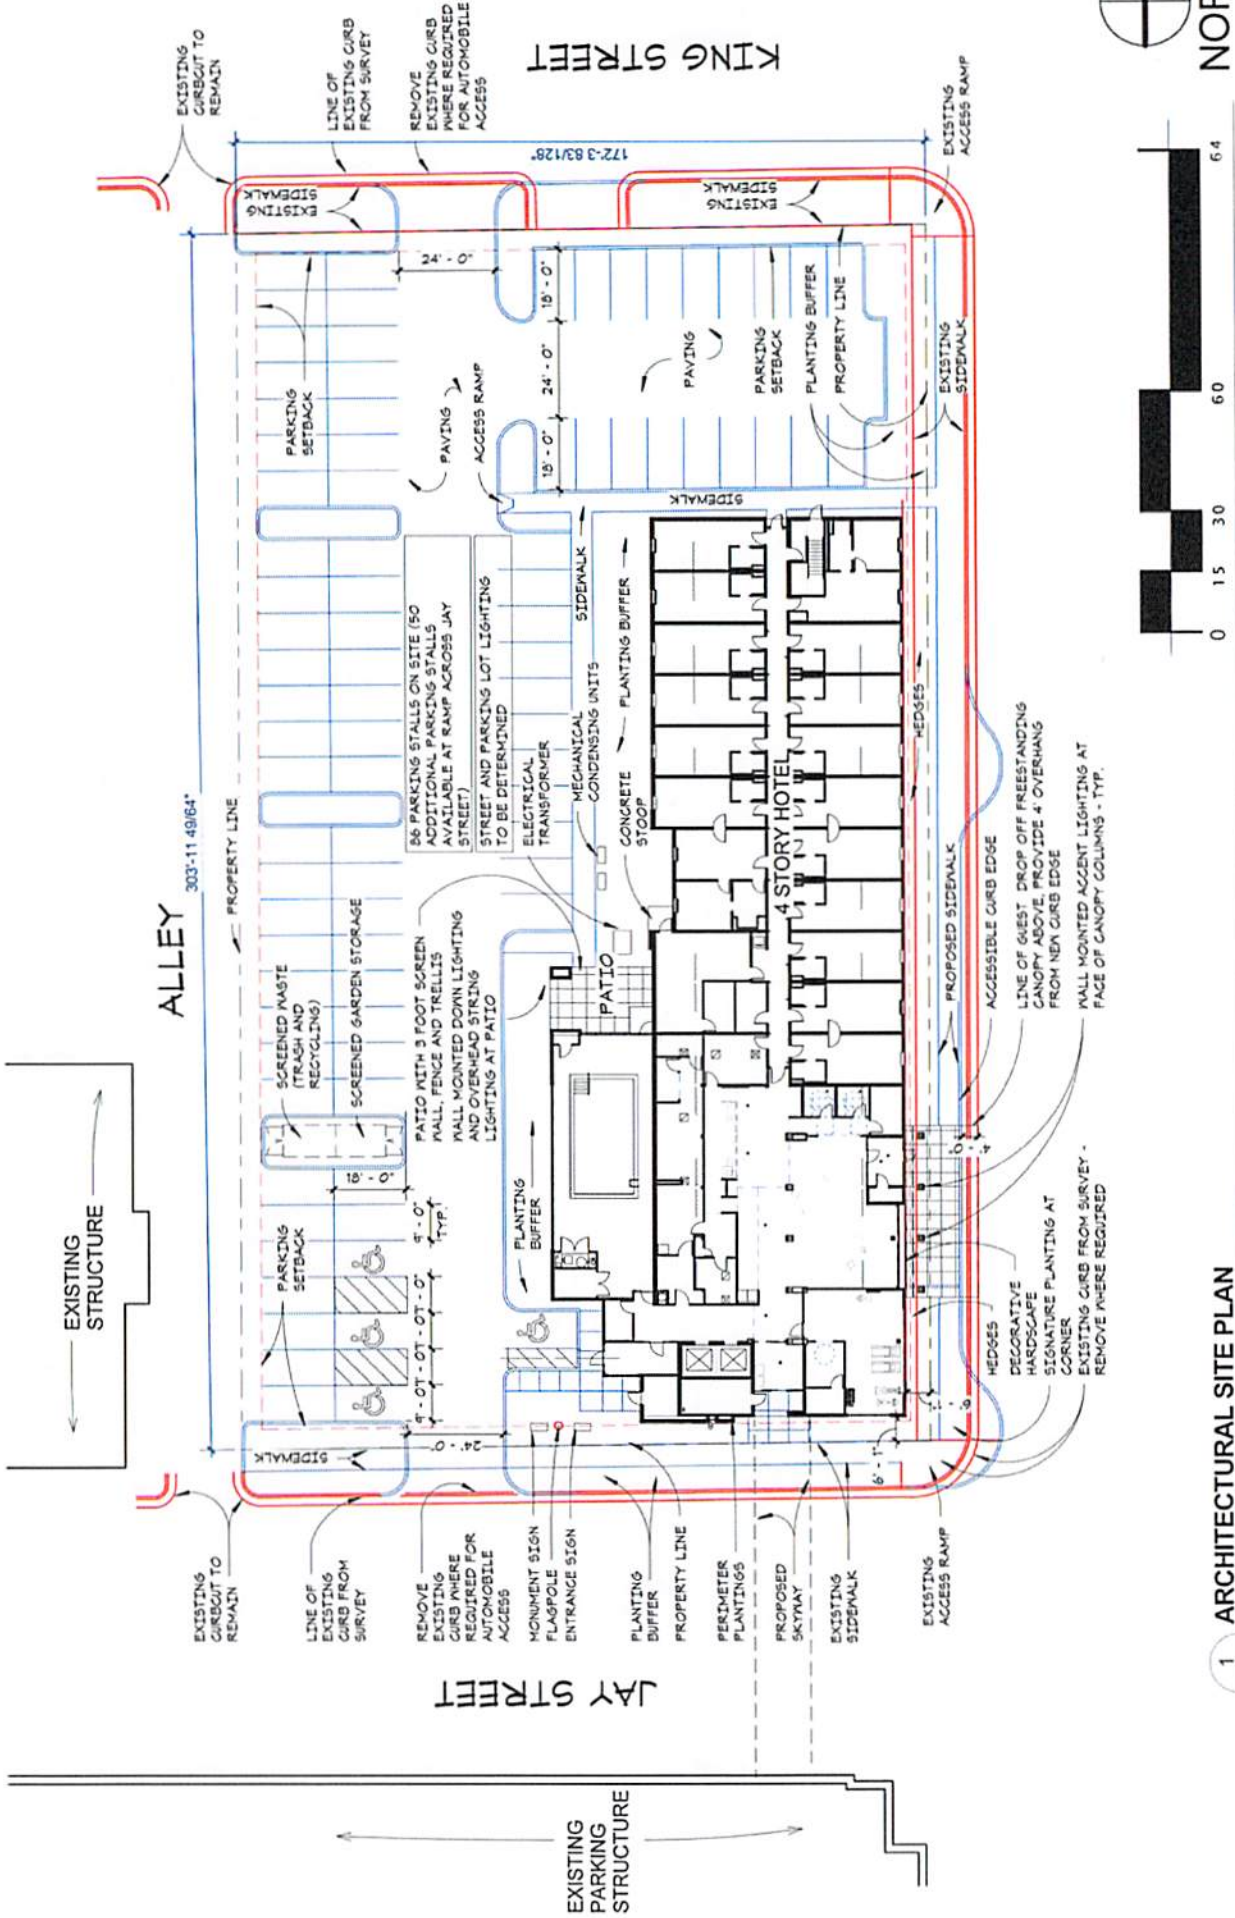 EXISTING
STRUCTURE
ALLEY
303'-11 49/64"
PROPERTY LINE
EXISTING
CURBCUT TO
REMAIN
LINE OF
EXISTING
CURB FROM
SURVEY
REMOVE
EXISTING
CURB WHERE
REQUIRED FOR
AUTOMOBILE
ACCESS
MONUMENT SIGN
FLAGPOLE
ENTRANCE SIGN
PLANTING
BUFFER
PROPERTY LINE
PERIMETER
PLANTINGS
PROPOSED
SKYWAY
EXISTING
SIDEWALK
EXISTING
ACCESS RAMP
JAY STREET
EXISTING
PARKING
STRUCTURE
SIDEWALK
PARKING
SETBACK
SCREENED WASTE
(TRASH AND
RECYCLING)
SCREENED GARDEN STORAGE
18' - 0"
9' - 0"
TYP.
24' - 0"
PATIO WITH 3 FOOT SCREEN
WALL, FENCE AND TRELLIS
WALL MOUNTED DOWN LIGHTING
AND OVERHEAD STRING
LIGHTING AT PATIO
PLANTING
BUFFER
86 PARKING STALLS ON SITE (50
ADDITIONAL PARKING STALLS
AVAILABLE AT RAMP ACROSS JAY
STREET)
STREET AND PARKING LOT LIGHTING
TO BE DETERMINED
ELECTRICAL
TRANSFORMER
MECHANICAL
CONDENSING UNITS
SIDEWALK
CONCRETE
STOOP
PLANTING BUFFER
PATIO
4 STORY HOTEL
PARKING
SETBACK
PAVING
ACCESS RAMP
24' - 0"
18' - 0"
24' - 0"
18' - 0"
PAVING
SIDEWALK
PARKING
SETBACK
PLANTING BUFFER
PROPERTY LINE
EXISTING
SIDEWALK
EXISTING
SIDEWALK
EXISTING
SIDEWALK
EXISTING
CURBCUT TO
REMAIN
LINE OF
EXISTING CURB
FROM SURVEY
REMOVE
EXISTING CURB
WHERE REQUIRED
FOR AUTOMOBILE
ACCESS
172'-3 83/128"
KING STREET
EXISTING
ACCESS RAMP
HEDGES
PROPOSED SIDEWALK
ACCESSIBLE CURB EDGE
LINE OF GUEST DROP OFF FREESTANDING
CANOPY ABOVE, PROVIDE 4' OVERHANG
FROM NEW CURB EDGE
WALL MOUNTED ACCENT LIGHTING AT
FACE OF CANOPY COLUMNS - TYP.
4' - 0"
HEDGES
DECORATIVE
HARDSCAPE
SIGNATURE PLANTING AT
CORNER
EXISTING CURB FROM SURVEY -
REMOVE WHERE REQUIRED
6' - 1"
0 15 30 60 64
1 ARCHITECTURAL SITE PLAN
NOR